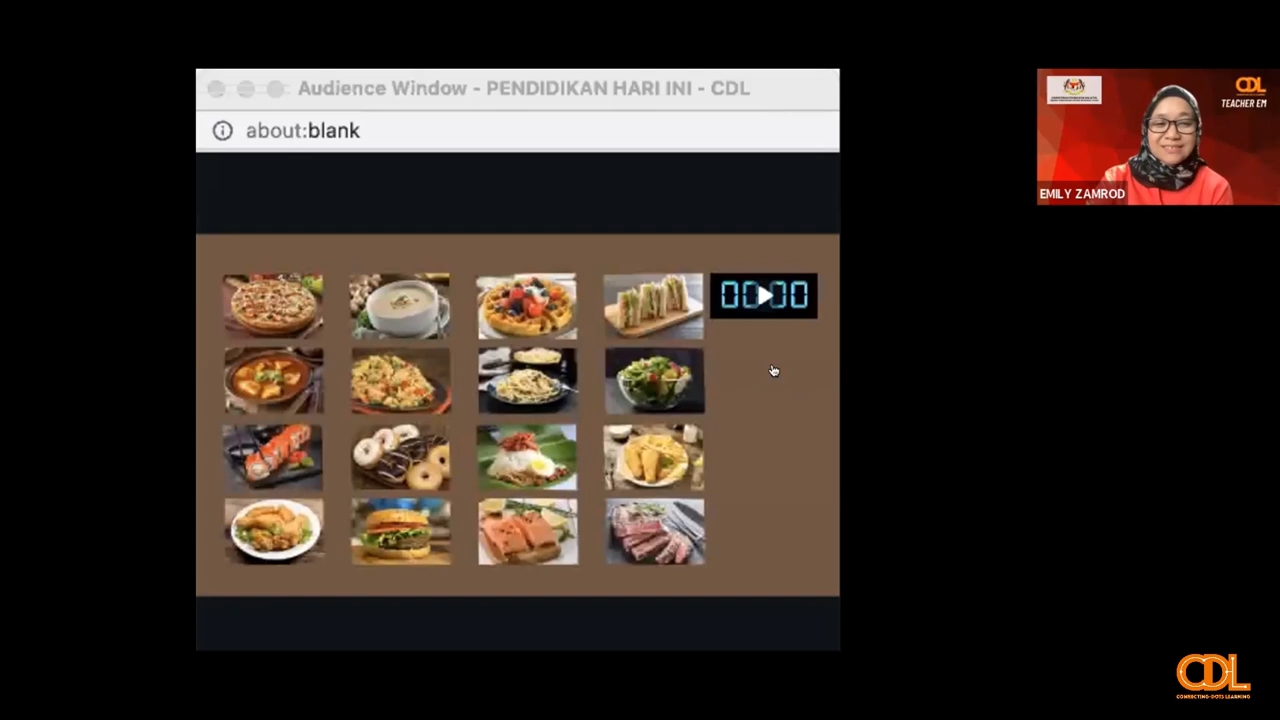 Audience Window - PENDIDIKAN HARI INI - CDL
about:blank
00:00
CDL
TEACHER EM
EMILY ZAMROD
CDL
CONNECTING-DOTS LEARNING